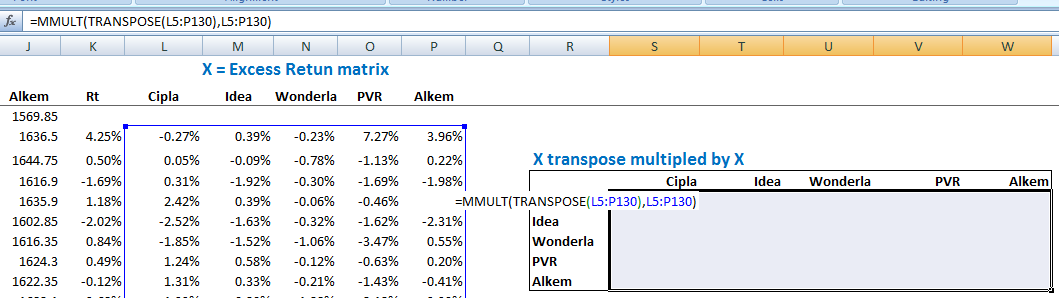 =MMULT(TRANSPOSE(L5:P130),L5:P130)
J K L M N O P Q R S T U V W
X = Excess Retun matrix
Alkem Rt Cipla Idea Wonderla PVR Alkem
1569.85
1636.5 4.25% -0.27% 0.39% -0.23% 7.27% 3.96%
1644.75 0.50% 0.05% -0.09% -0.78% -1.13% 0.22% X transpose multipled by X
1616.9 -1.69% 0.31% -1.92% -0.30% -1.69% -1.98% Cipla Idea Wonderla PVR Alkem
1635.9 1.18% 2.42% 0.39% -0.06% -0.46% =MMULT(TRANSPOSE(L5:P130),L5:P130)
1602.85 -2.02% -2.52% -1.63% -0.32% -1.62% -2.31% Idea
1616.35 0.84% -1.85% -1.52% -1.06% -3.47% 0.55% Wonderla
1624.3 0.49% 1.24% 0.58% -0.12% -0.63% 0.20% PVR
1622.35 -0.12% 1.31% 0.33% -0.21% -1.43% -0.41% Alkem